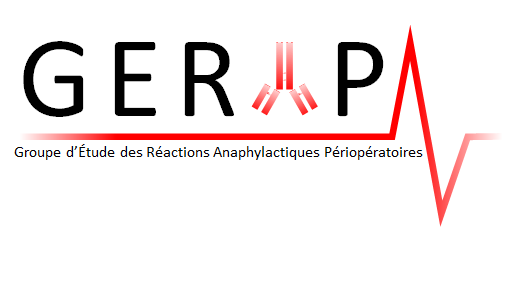 GERAP
Groupe d'Étude des Réactions Anaphylactiques Périopératoires